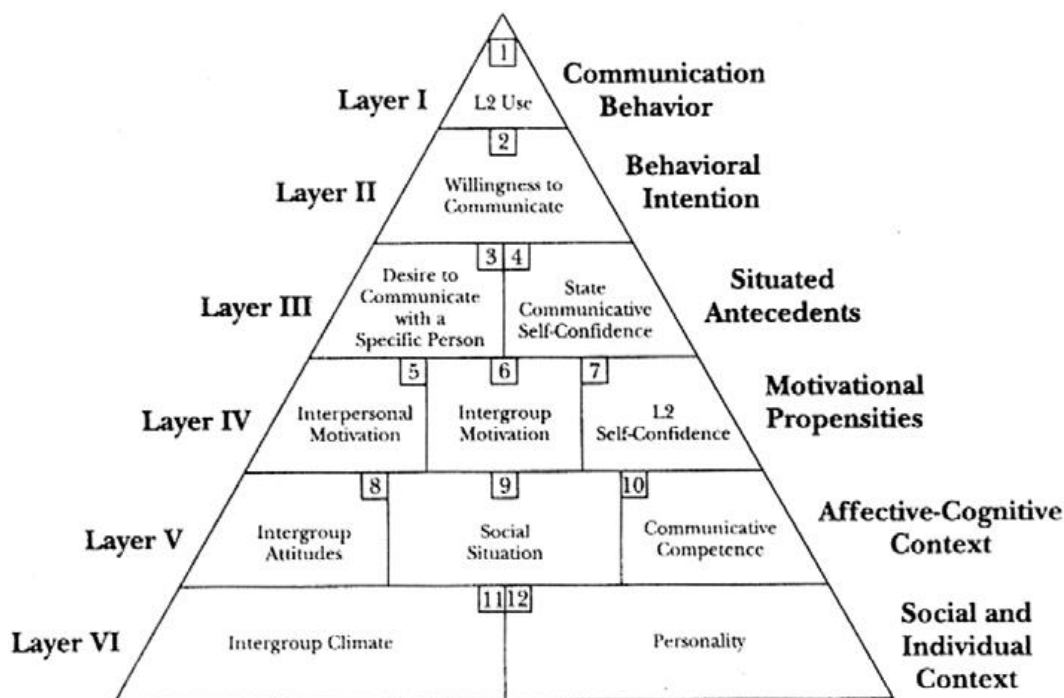 1
Layer I
L2 Use
Communication
Behavior
2
Layer II
Willingness to
Communicate
Behavioral
Intention
3 4
Layer III
Desire to
Communicate
with a
Specific Person
State
Communicative
Self-Confidence
Situated
Antecedents
5 6 7
Layer IV
Interpersonal
Motivation
Intergroup
Motivation
L2
Self-Confidence
Motivational
Propensities
8 9 10
Layer V
Intergroup
Attitudes
Social
Situation
Communicative
Competence
Affective-Cognitive
Context
11 12
Layer VI
Intergroup Climate
Personality
Social and
Individual
Context